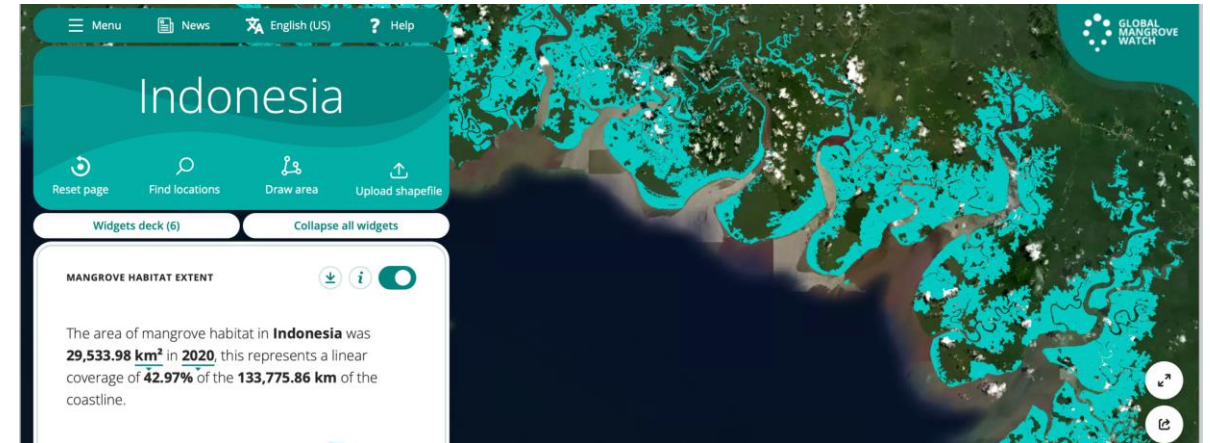 Menu
News
English (US)
? Help
GLOBAL
MANGROVE
WATCH
Indonesia
Reset page
Find locations
Draw area
Upload shapefile
Widgets deck (6)
Collapse all widgets
MANGROVE HABITAT EXTENT
The area of mangrove habitat in Indonesia was
29,533.98 km² in 2020, this represents a linear
coverage of 42.97% of the 133,775.86 km of the
coastline.